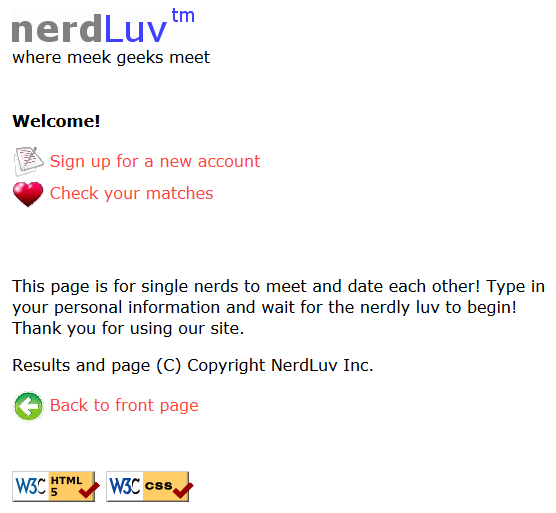 nerdLuv™
where meek geeks meet
Welcome!
Sign up for a new account
Check your matches
This page is for single nerds to meet and date each other! Type in
your personal information and wait for the nerdly luv to begin!
Thank you for using our site.
Results and page (C) Copyright NerdLuv Inc.
Back to front page
W3C HTML 5
W3C css